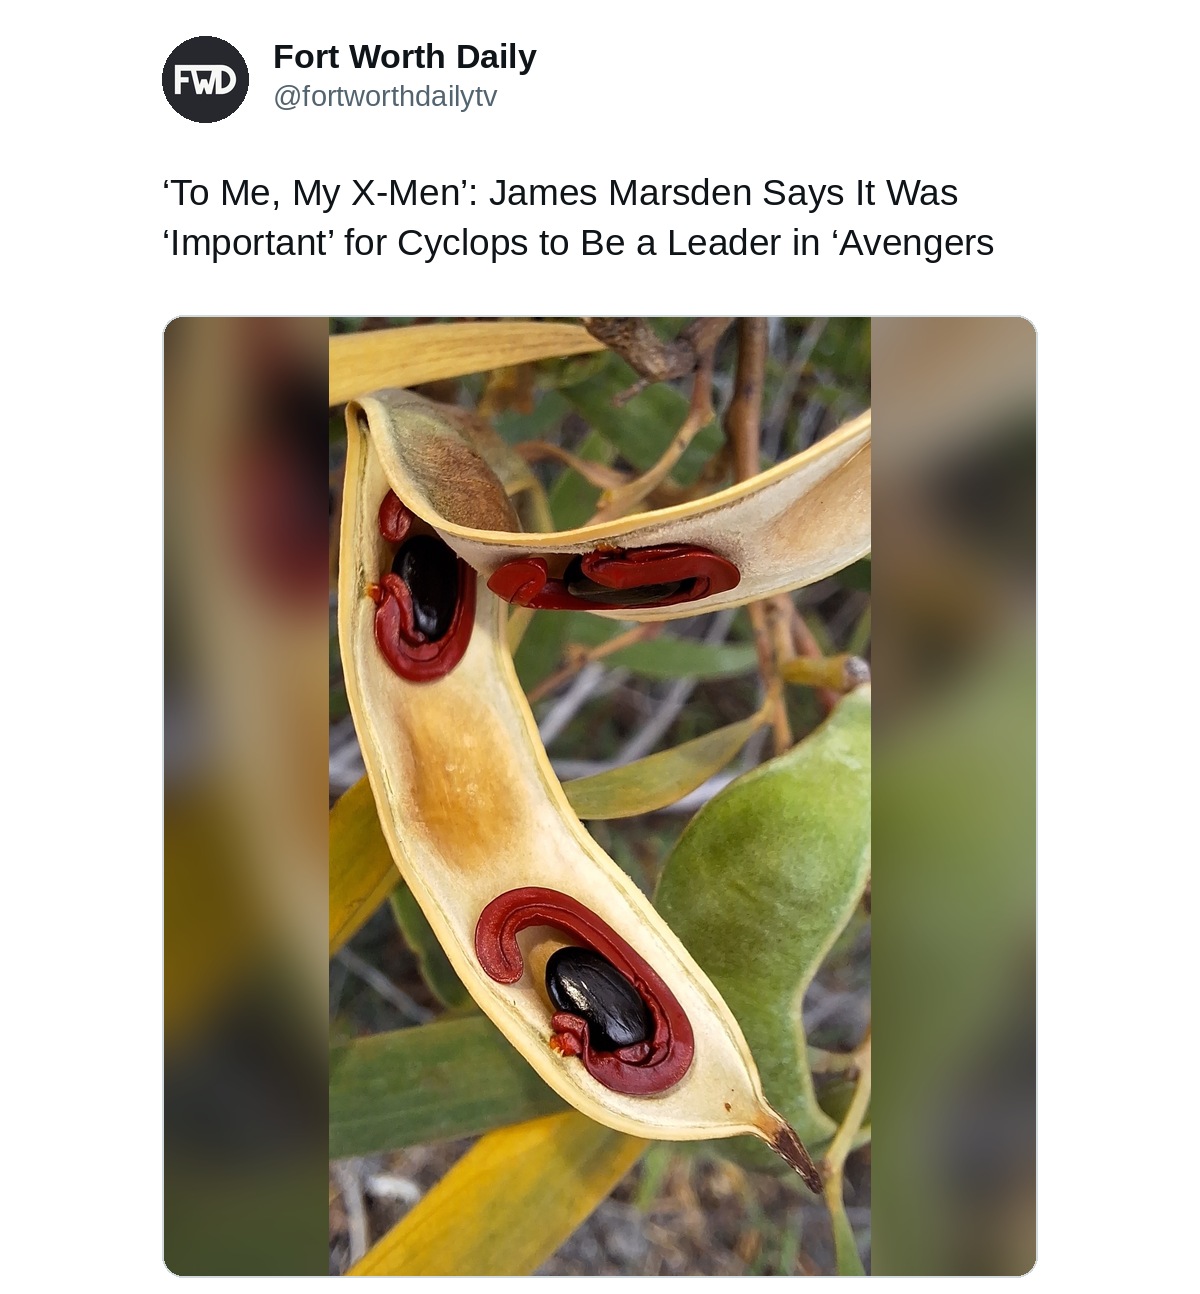 FWD
Fort Worth Daily
@fortworthdailytv
‘To Me, My X-Men’: James Marsden Says It Was
‘Important’ for Cyclops to Be a Leader in ‘Avengers